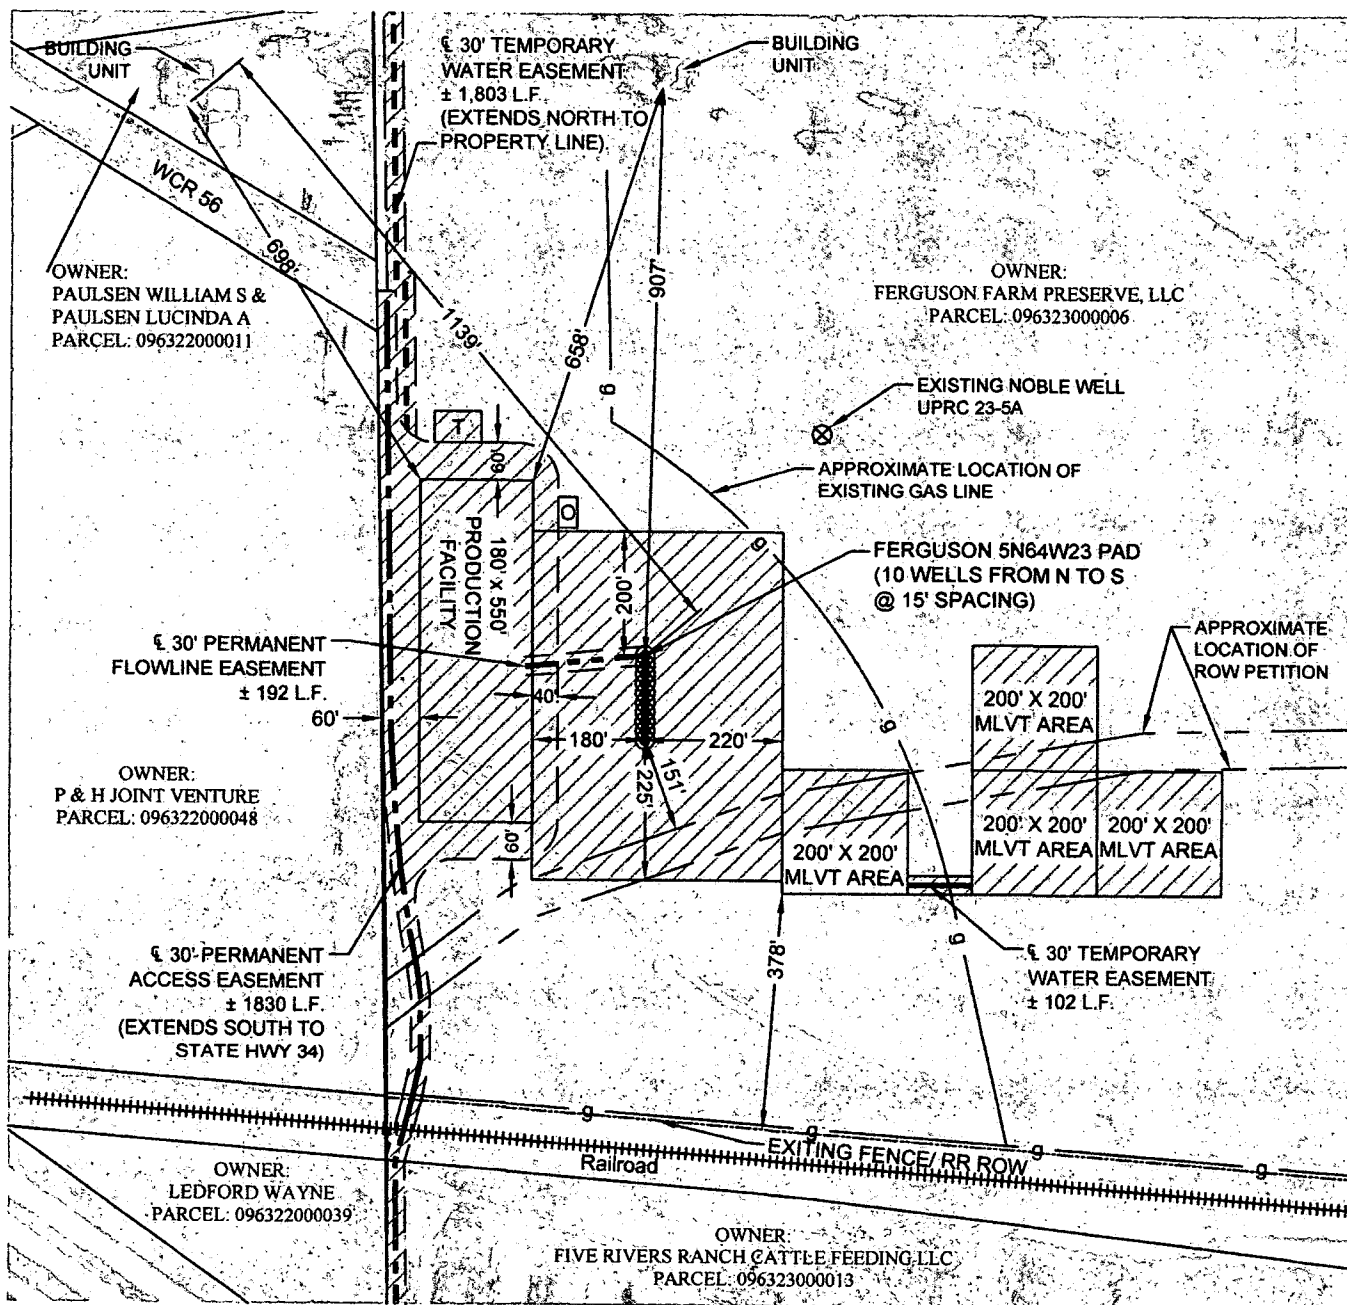 BUILDING
UNIT
℄ 30' TEMPORARY
WATER EASEMENT
± 1,803 L.F.
(EXTENDS NORTH TO
PROPERTY LINE)
BUILDING
UNIT
WCR 56
698'
1139'
658'
907'
OWNER:
PAULSEN WILLIAM S &
PAULSEN LUCINDA A
PARCEL: 096322000011
OWNER:
FERGUSON FARM PRESERVE, LLC
PARCEL: 096323000006
g
EXISTING NOBLE WELL
UPRC 23-5A
APPROXIMATE LOCATION OF
EXISTING GAS LINE
T
60'
O
g
180' x 550'
PRODUCTION
FACILITY
200'
FERGUSON 5N64W23 PAD
(10 WELLS FROM N TO S
@ 15' SPACING)
℄ 30' PERMANENT
FLOWLINE EASEMENT
± 192 L.F.
60'
40'
180'
220'
151'
225'
g
APPROXIMATE
LOCATION OF
ROW PETITION
200' X 200'
MLVT AREA
OWNER:
P & H JOINT VENTURE
PARCEL: 096322000048
60'
200' X 200'
MLVT AREA
200' X 200'
MLVT AREA
200' X 200'
MLVT AREA
℄ 30' PERMANENT
ACCESS EASEMENT
± 1830 L.F.
(EXTENDS SOUTH TO
STATE HWY 34)
378'
g
℄ 30' TEMPORARY
WATER EASEMENT
± 102 L.F.
g
g
g
g
EXITING FENCE/ RR ROW
Railroad
OWNER:
LEDFORD WAYNE
PARCEL: 096322000039
OWNER:
FIVE RIVERS RANCH CATTLE FEEDING LLC
PARCEL: 096323000013